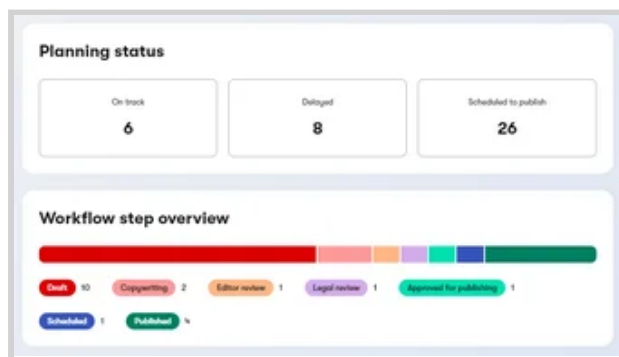 Planning status
On track
Delayed
Scheduled to publish
6
8
26
Workflow step overview
Draft 10 Copywriting 2 Editor review 1 Legal review 1 Approved for publishing 1
Scheduled 1 Published 4